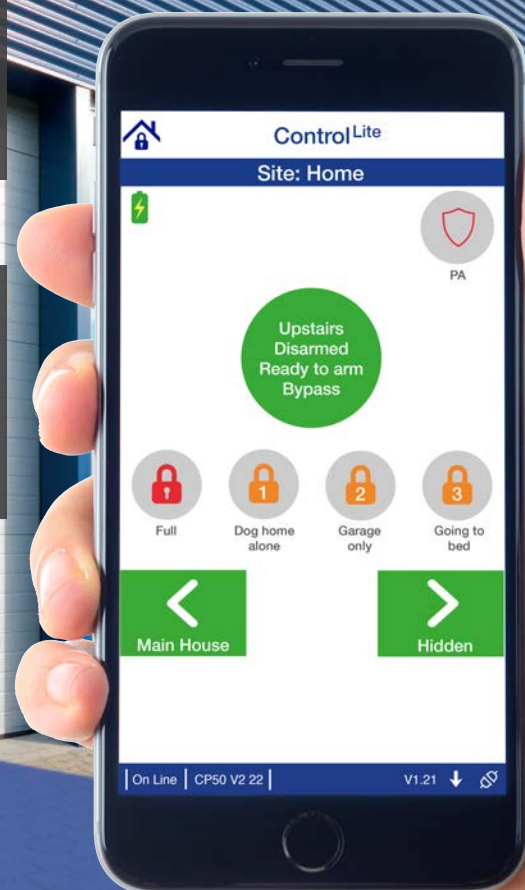 Control Lite
Site: Home
PA
Upstairs
Disarmed
Ready to arm
Bypass
1
2
3
Full
Dog home
alone
Garage
only
Going to
bed
Main House
Hidden
On Line
CP50 V2 22
V1.21